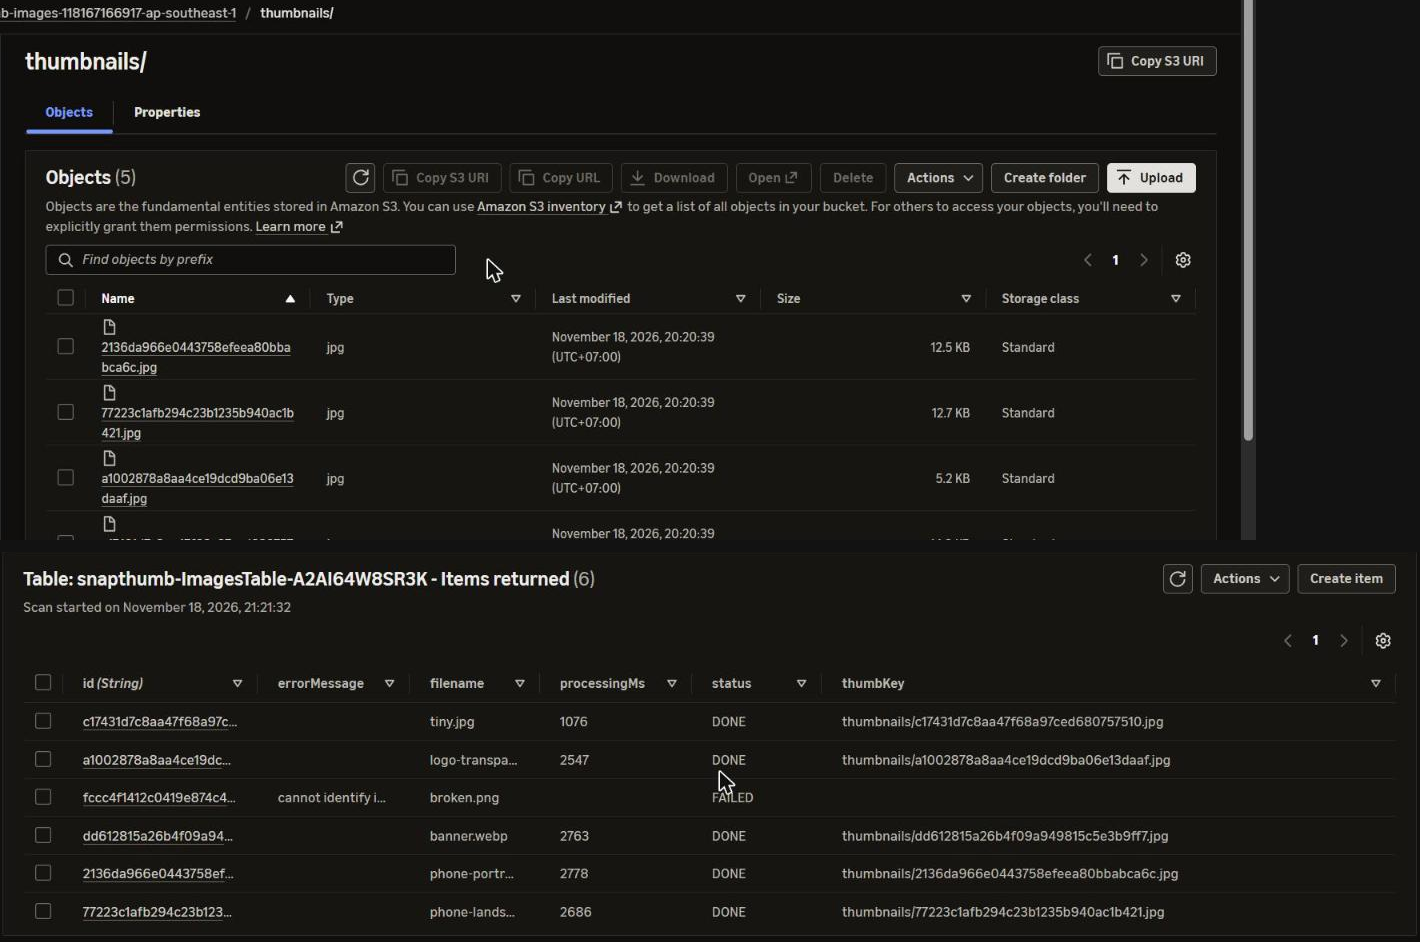 b-images-118167166917-ap-southeast-1 / thumbnails/
thumbnails/
Copy S3 URI
Objects
Properties
Objects (5)
Copy S3 URI
Copy URL
Download
Open
Delete
Actions
Create folder
Upload
Objects are the fundamental entities stored in Amazon S3. You can use Amazon S3 inventory to get a list of all objects in your bucket. For others to access your objects, you'll need to
explicitly grant them permissions. Learn more
Find objects by prefix
1
Name Type Last modified Size Storage class
2136da966e0443758efeea80bba
bca6c.jpg
jpg
November 18, 2026, 20:20:39
(UTC+07:00)
12.5 KB
Standard
77223c1afb294c23b1235b940ac1b
421.jpg
jpg
November 18, 2026, 20:20:39
(UTC+07:00)
12.7 KB
Standard
a1002878a8aa4ce19dcd9ba06e13
daaf.jpg
jpg
November 18, 2026, 20:20:39
(UTC+07:00)
5.2 KB
Standard
November 18, 2026, 20:20:39
Table: snapthumb-ImagesTable-A2AI64W8SR3K - Items returned (6)
Actions
Create item
Scan started on November 18, 2026, 21:21:32
1
id (String) errorMessage filename processingMs status thumbKey
c17431d7c8aa47f68a97c... tiny.jpg 1076 DONE thumbnails/c17431d7c8aa47f68a97ced680757510.jpg
a1002878a8aa4ce19dc... logo-transpa... 2547 DONE thumbnails/a1002878a8aa4ce19dcd9ba06e13daaf.jpg
fccc4f1412c0419e874c4... cannot identify i... broken.png FAILED
dd612815a26b4f09a94... banner.webp 2763 DONE thumbnails/dd612815a26b4f09a949815c5e3b9ff7.jpg
2136da966e0443758ef... phone-portr... 2778 DONE thumbnails/2136da966e0443758efeea80bbabca6c.jpg
77223c1afb294c23b123... phone-lands... 2686 DONE thumbnails/77223c1afb294c23b1235b940ac1b421.jpg